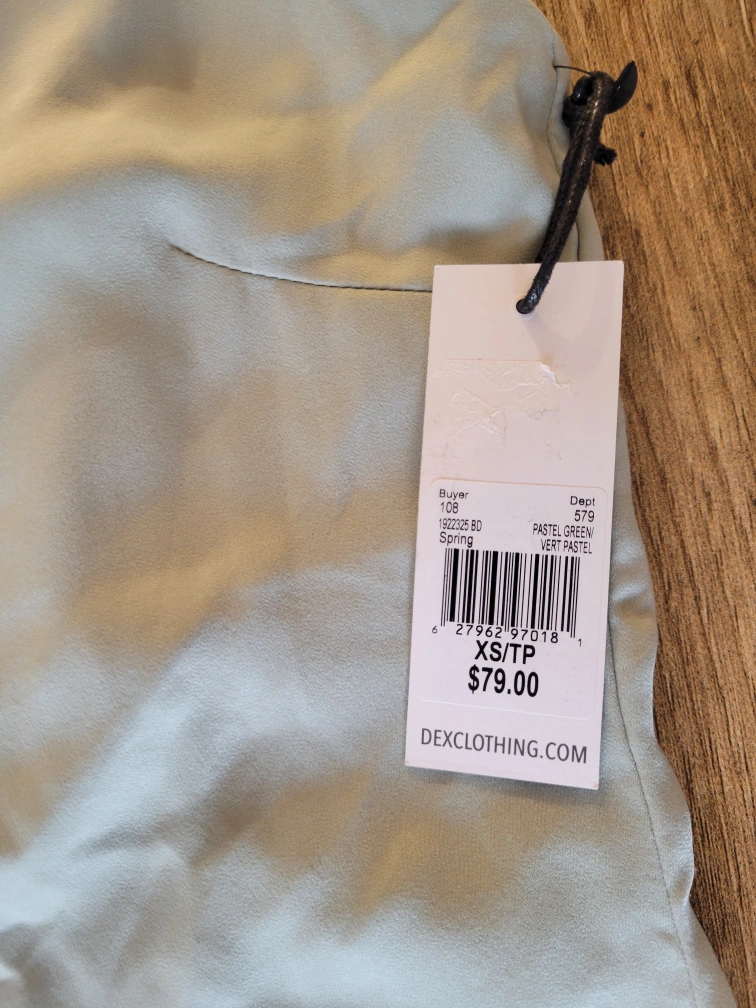 Buyer
108
1922325 BD
Spring
Dept
579
PASTEL GREEN/
VERT PASTEL
6 27962 97018 1
XS/TP
$79.00
DEXCLOTHING.COM